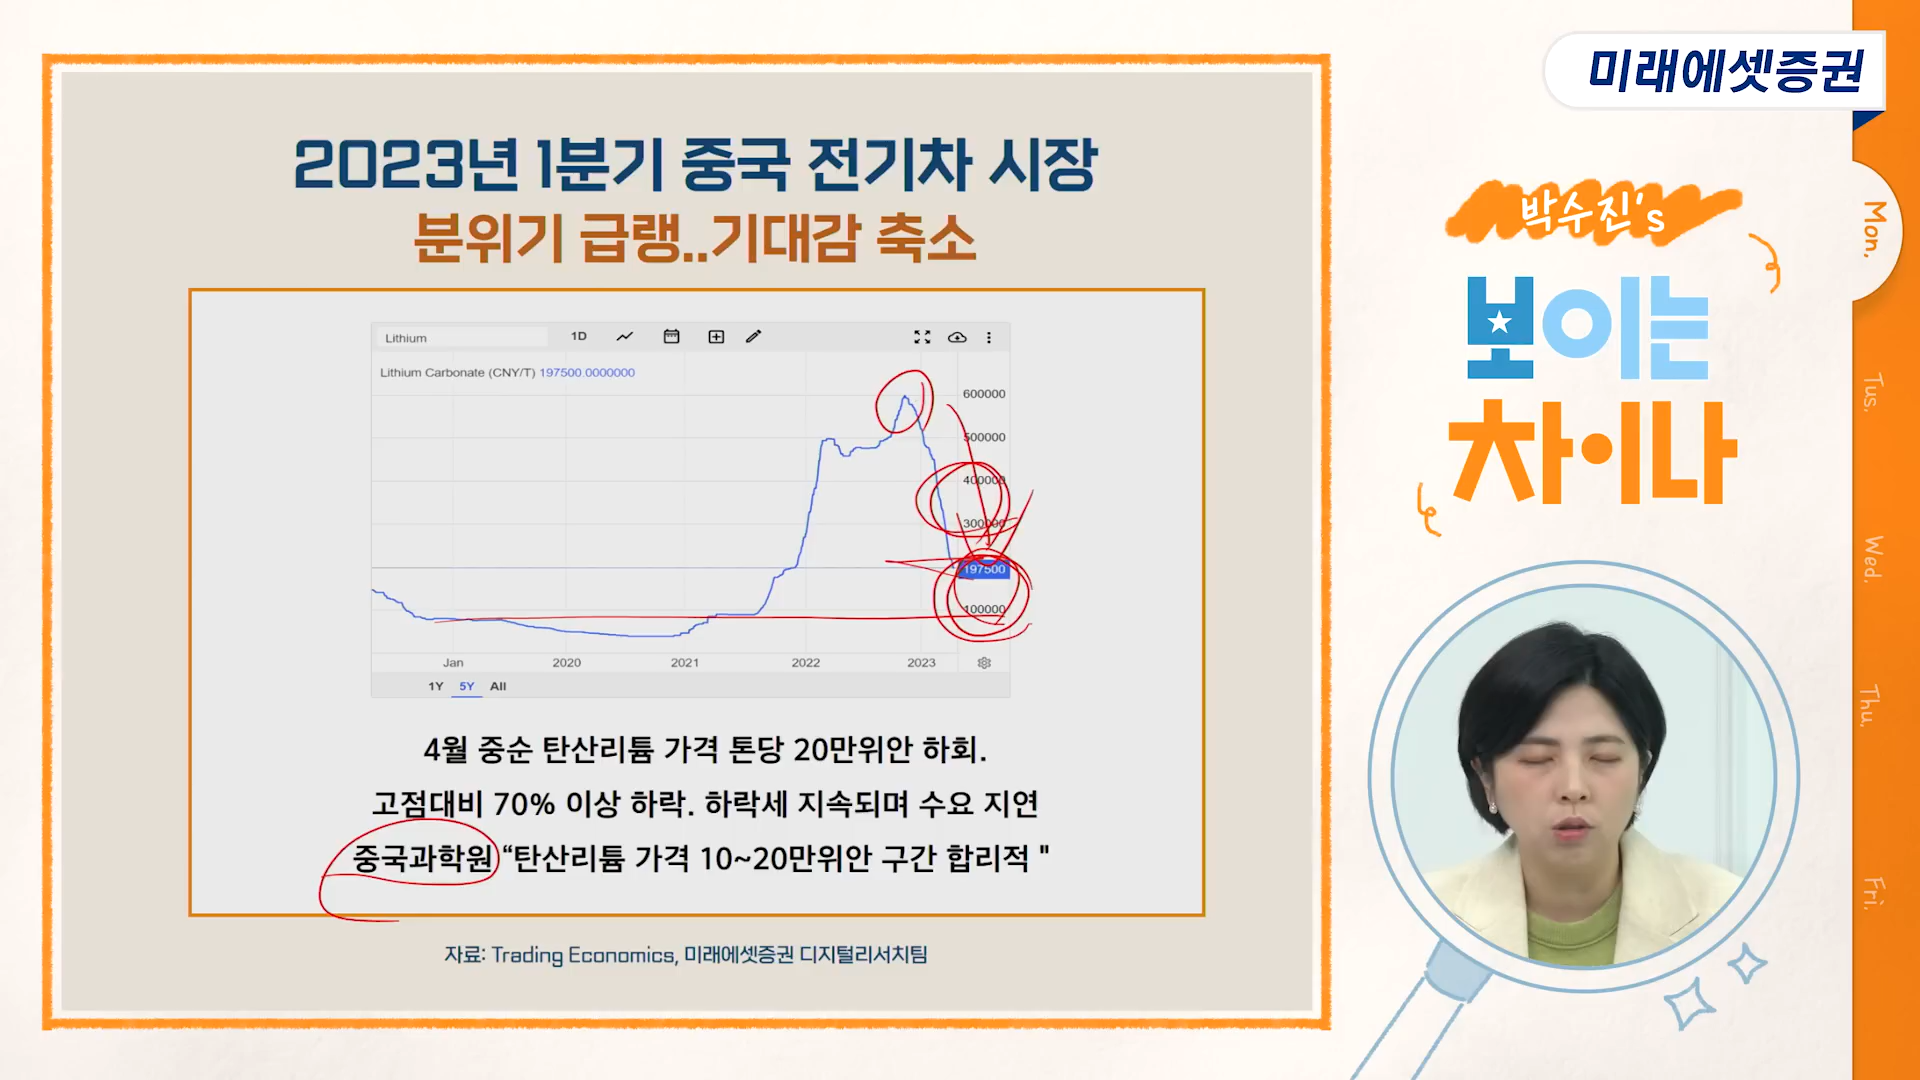 2023년 1분기 중국 전기차 시장
분위기 급랭..기대감 축소
Lithium
1D
Lithium Carbonate (CNY/T) 197500.0000000
600000
500000
400000
300000
197500
100000
Jan 2020 2021 2022 2023
1Y 5Y All
4월 중순 탄산리튬 가격 톤당 20만위안 하회.
고점대비 70% 이상 하락. 하락세 지속되며 수요 지연
중국과학원 “탄산리튬 가격 10~20만위안 구간 합리적 "
자료: Trading Economics, 미래에셋증권 디지털리서치팀
미래에셋증권
박수진's
보이는
차이나
Mon.
Tus.
Wed.
Thu.
Fri.